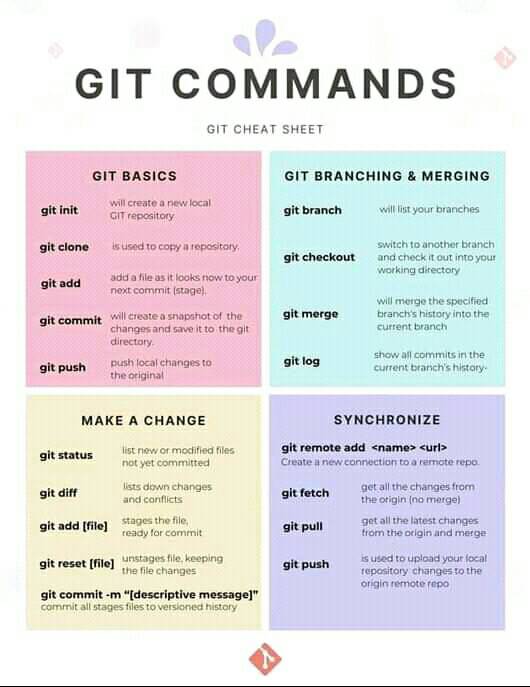 GIT COMMANDS
GIT CHEAT SHEET
GIT BASICS
git init will create a new local
GIT repository
git clone is used to copy a repository.
git add add a file as it looks now to your
next commit (stage).
git commit will create a snapshot of the
changes and save it to the git
directory.
git push push local changes to
the original
GIT BRANCHING & MERGING
git branch will list your branches
git checkout switch to another branch
and check it out into your
working directory
git merge will merge the specified
branch's history into the
current branch
git log show all commits in the
current branch's history-
MAKE A CHANGE
git status list new or modified files
not yet committed
git diff lists down changes
and conflicts
git add [file] stages the file,
ready for commit
git reset [file] unstages file, keeping
the file changes
git commit -m “[descriptive message]”
commit all stages files to versioned history
SYNCHRONIZE
git remote add <name> <url>
Create a new connection to a remote repo.
git fetch get all the changes from
the origin (no merge)
git pull get all the latest changes
from the origin and merge
git push is used to upload your local
repository changes to the
origin remote repo